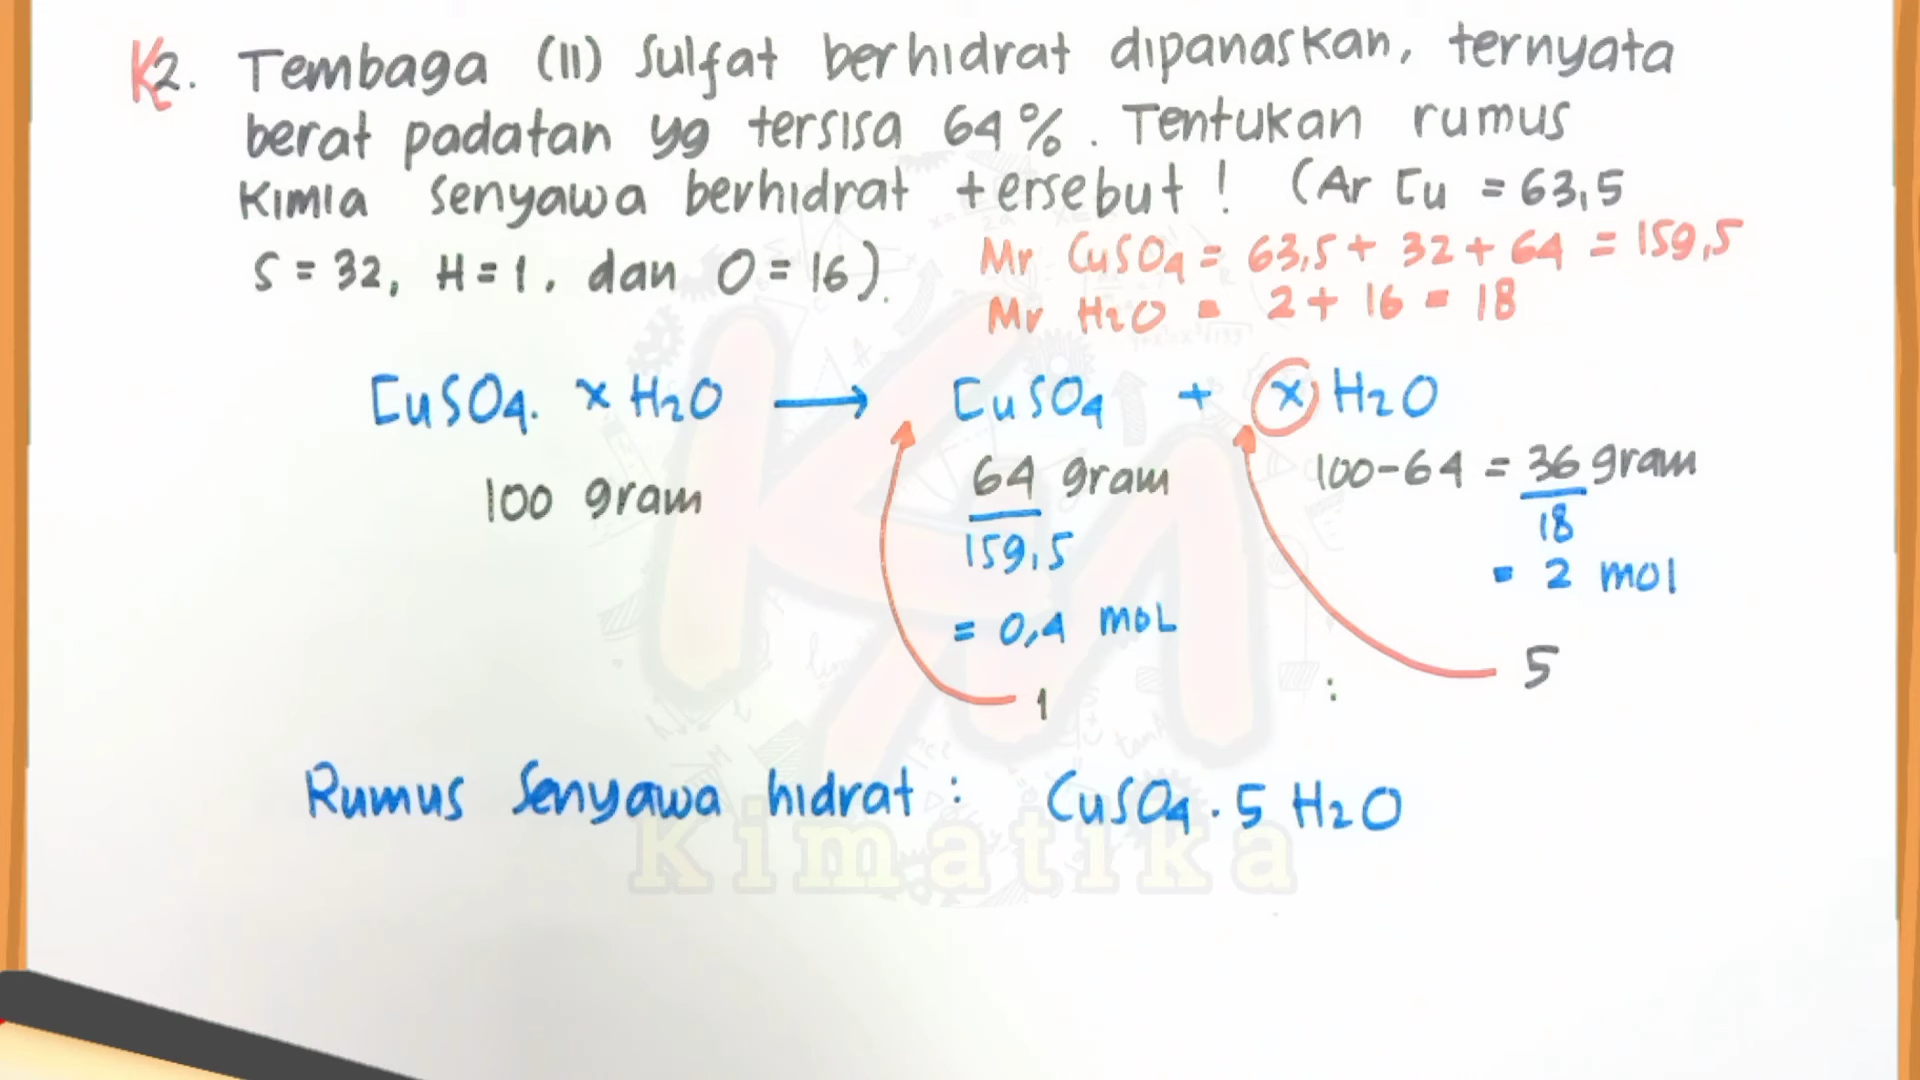 2. Tembaga (II) Sulfat berhidrat dipanaskan, ternyata
berat padatan yg tersisa 64%. Tentukan rumus
Kimia senyawa berhidrat tersebut! (Ar Cu = 63,5
S = 32, H = 1, dan O = 16).
Mr CuSO4 = 63,5 + 32 + 64 = 159,5
Mr H2O = 2 + 16 = 18
CuSO4. x H2O → CuSO4 + x H2O
100 gram
64 gram
159,5
= 0,4 moL
100-64 = 36 gram
18
= 2 mol
1 : 5
Rumus Senyawa hidrat : CuSO4 . 5 H2O
Kimatika